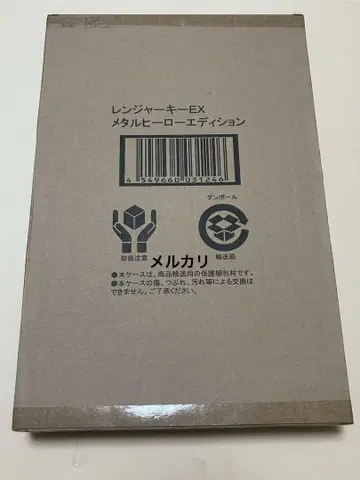 レンジャーキーEX
メタルヒーローエディション
4 549660 031246
ダンボール
取扱注意
輸送箱
メルカリ
●本ケースは、商品輸送用の保護梱包材です。
●本ケースの傷、つぶれ、汚れ等による交換は
できません。ご了承ください。